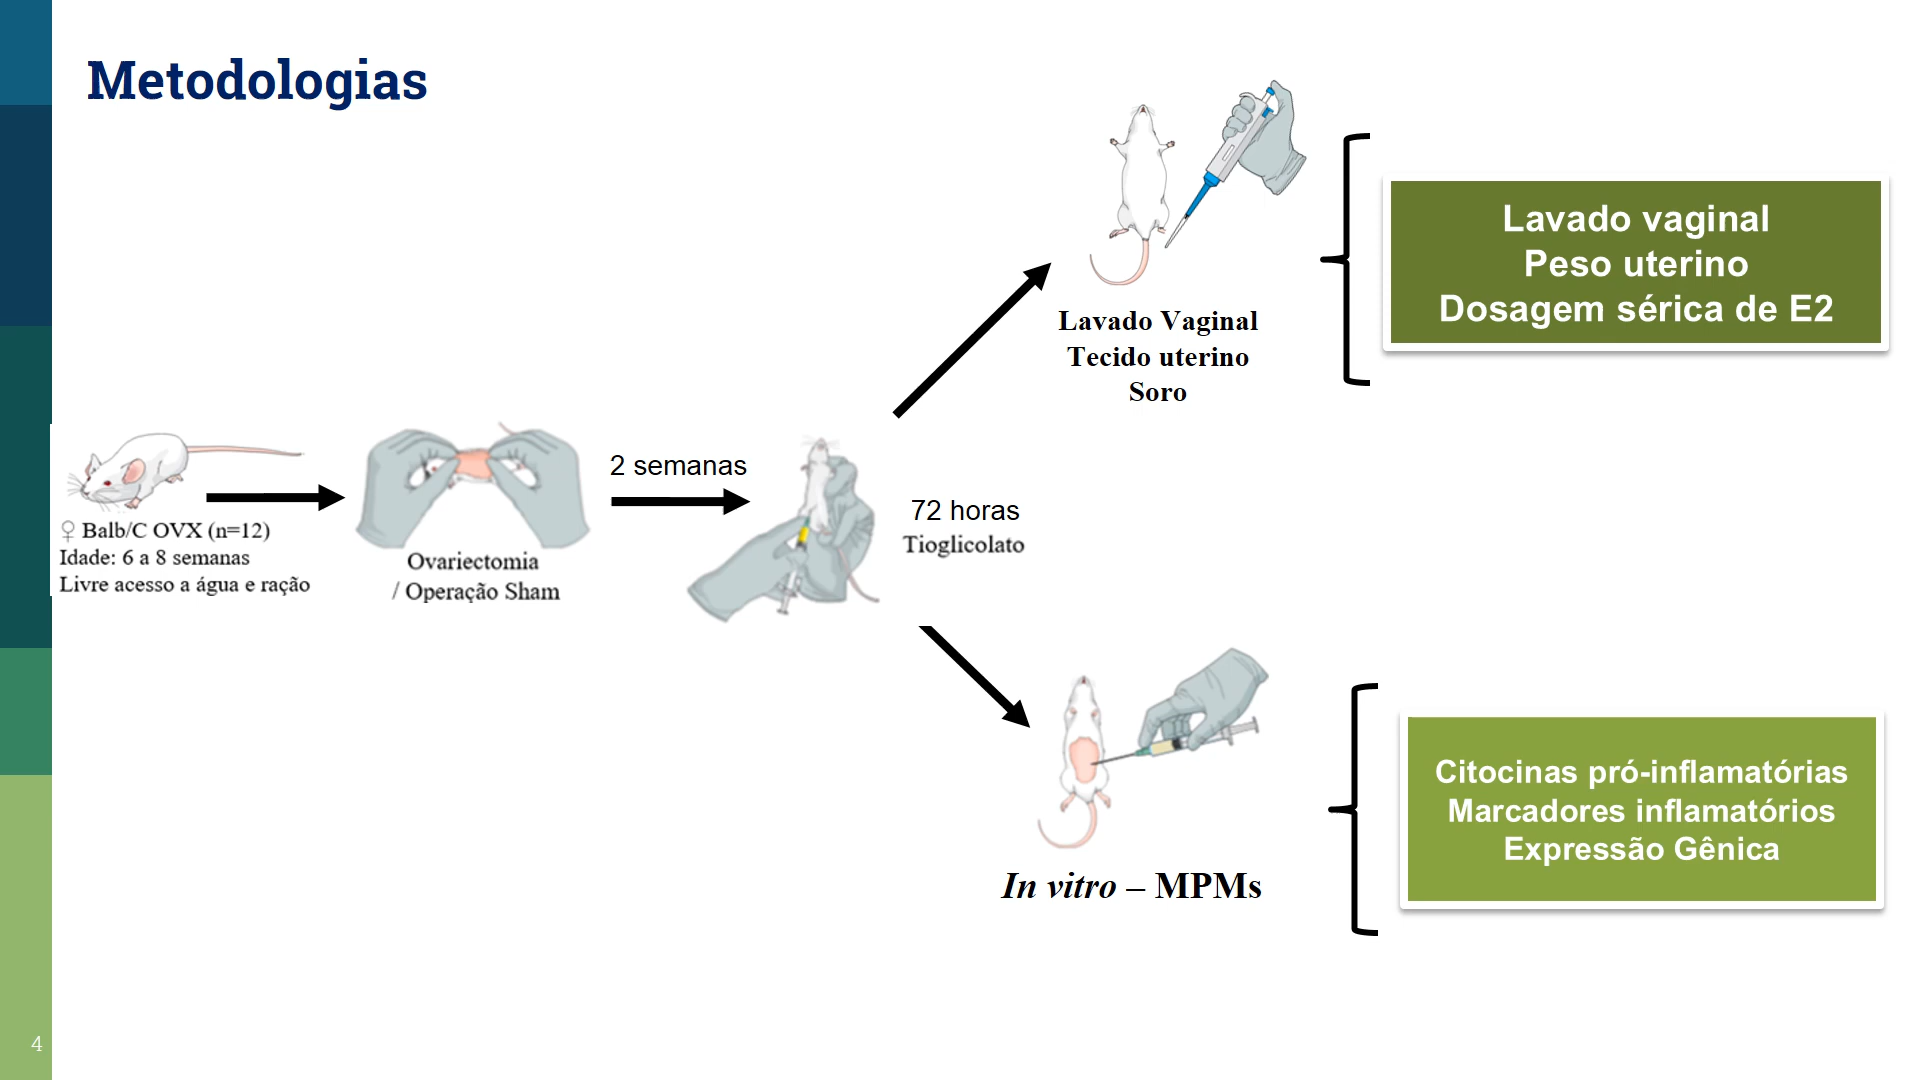 Metodologias
♀ Balb/C OVX (n=12)
Idade: 6 a 8 semanas
Livre acesso a água e ração
Ovariectomia
/ Operação Sham
2 semanas
72 horas
Tioglicolato
Lavado Vaginal
Tecido uterino
Soro
Lavado vaginal
Peso uterino
Dosagem sérica de E2
In vitro – MPMs
Citocinas pró-inflamatórias
Marcadores inflamatórios
Expressão Gênica
4